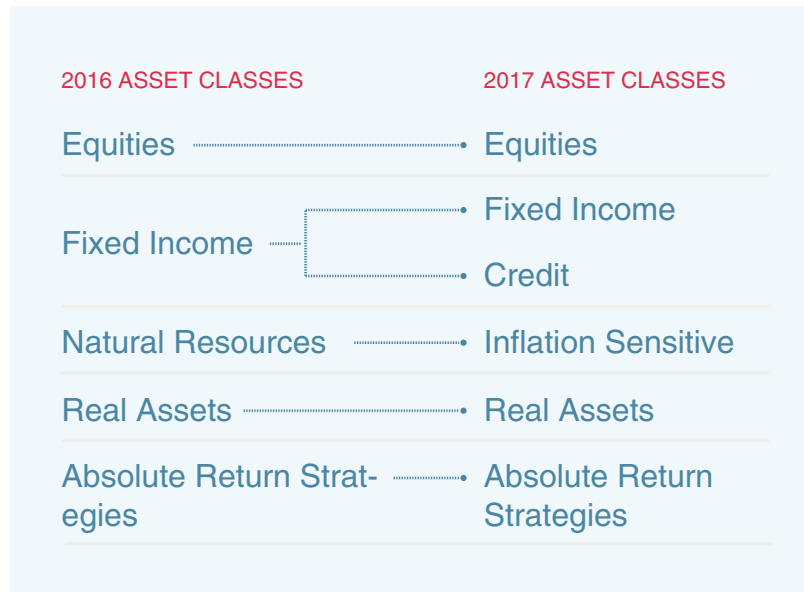 2016 ASSET CLASSES
2017 ASSET CLASSES
Equities
Equities
Fixed Income
Fixed Income
Credit
Natural Resources
Inflation Sensitive
Real Assets
Real Assets
Absolute Return Strat-
egies
Absolute Return
Strategies